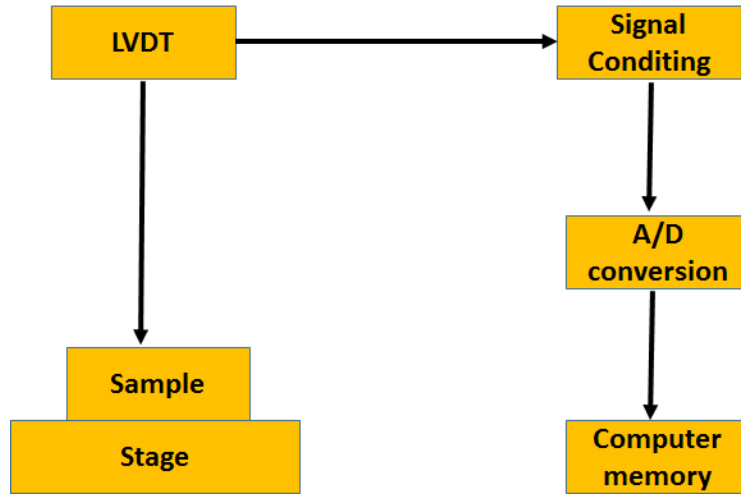 LVDT
Signal
Conditing
A/D
conversion
Sample
Stage
Computer
memory